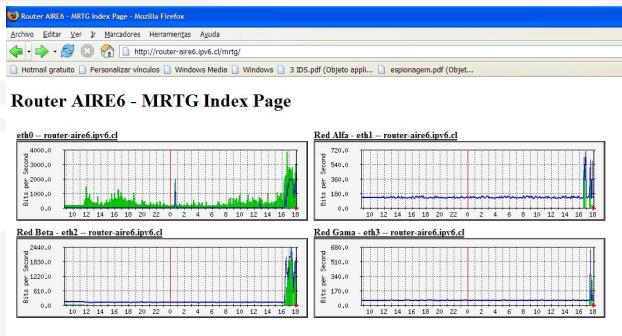 Router AIRE6 - MRTG Index Page - Mozilla Firefox
Archivo Editar Ver Ir Marcadores Herramientas Ayuda
http://router-aire6.ipv6.cl/mrtg/
Hotmail gratuito Personalizar vínculos Windows Media Windows 3 IDS.pdf (Objeto appli... espionagem.pdf (Objet...
Router AIRE6 - MRTG Index Page
eth0 -- router-aire6.ipv6.cl
Bits per Second
4000.0
3000.0
2000.0
1000.0
0.0
10 12 14 16 18 20 22 0 2 4 6 8 10 12 14 16 18
Red Alfa - eth1 -- router-aire6.ipv6.cl
Bits per Second
720.0
540.0
360.0
180.0
0.0
10 12 14 16 18 20 22 0 2 4 6 8 10 12 14 16 18
Red Beta - eth2 -- router-aire6.ipv6.cl
Bits per Second
2440.0
1830.0
1220.0
610.0
0.0
10 12 14 16 18 20 22 0 2 4 6 8 10 12 14 16 18
Red Gama - eth3 -- router-aire6.ipv6.cl
Bits per Second
680.0
510.0
340.0
170.0
0.0
10 12 14 16 18 20 22 0 2 4 6 8 10 12 14 16 18